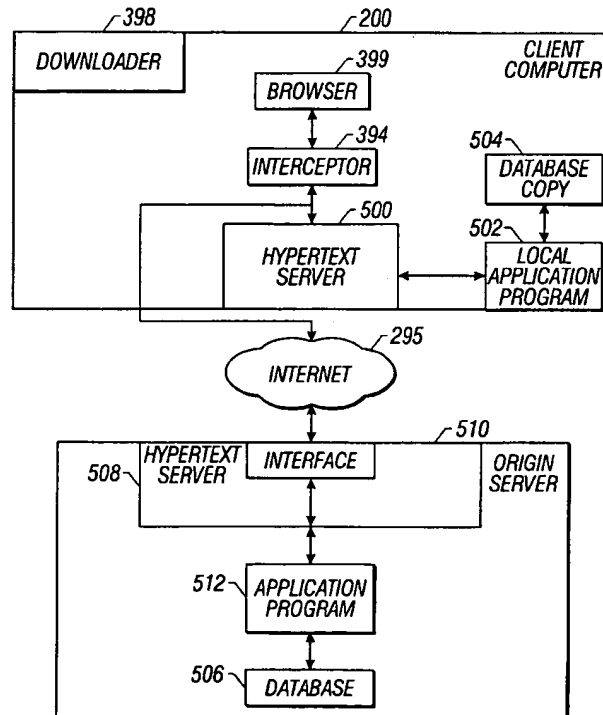 398
200
DOWNLOADER
CLIENT
COMPUTER
399
BROWSER
394
INTERCEPTOR
504
DATABASE
COPY
500
HYPERTEXT
SERVER
502
LOCAL
APPLICATION
PROGRAM
295
INTERNET
510
HYPERTEXT
SERVER
INTERFACE
ORIGIN
SERVER
508
512
APPLICATION
PROGRAM
506
DATABASE